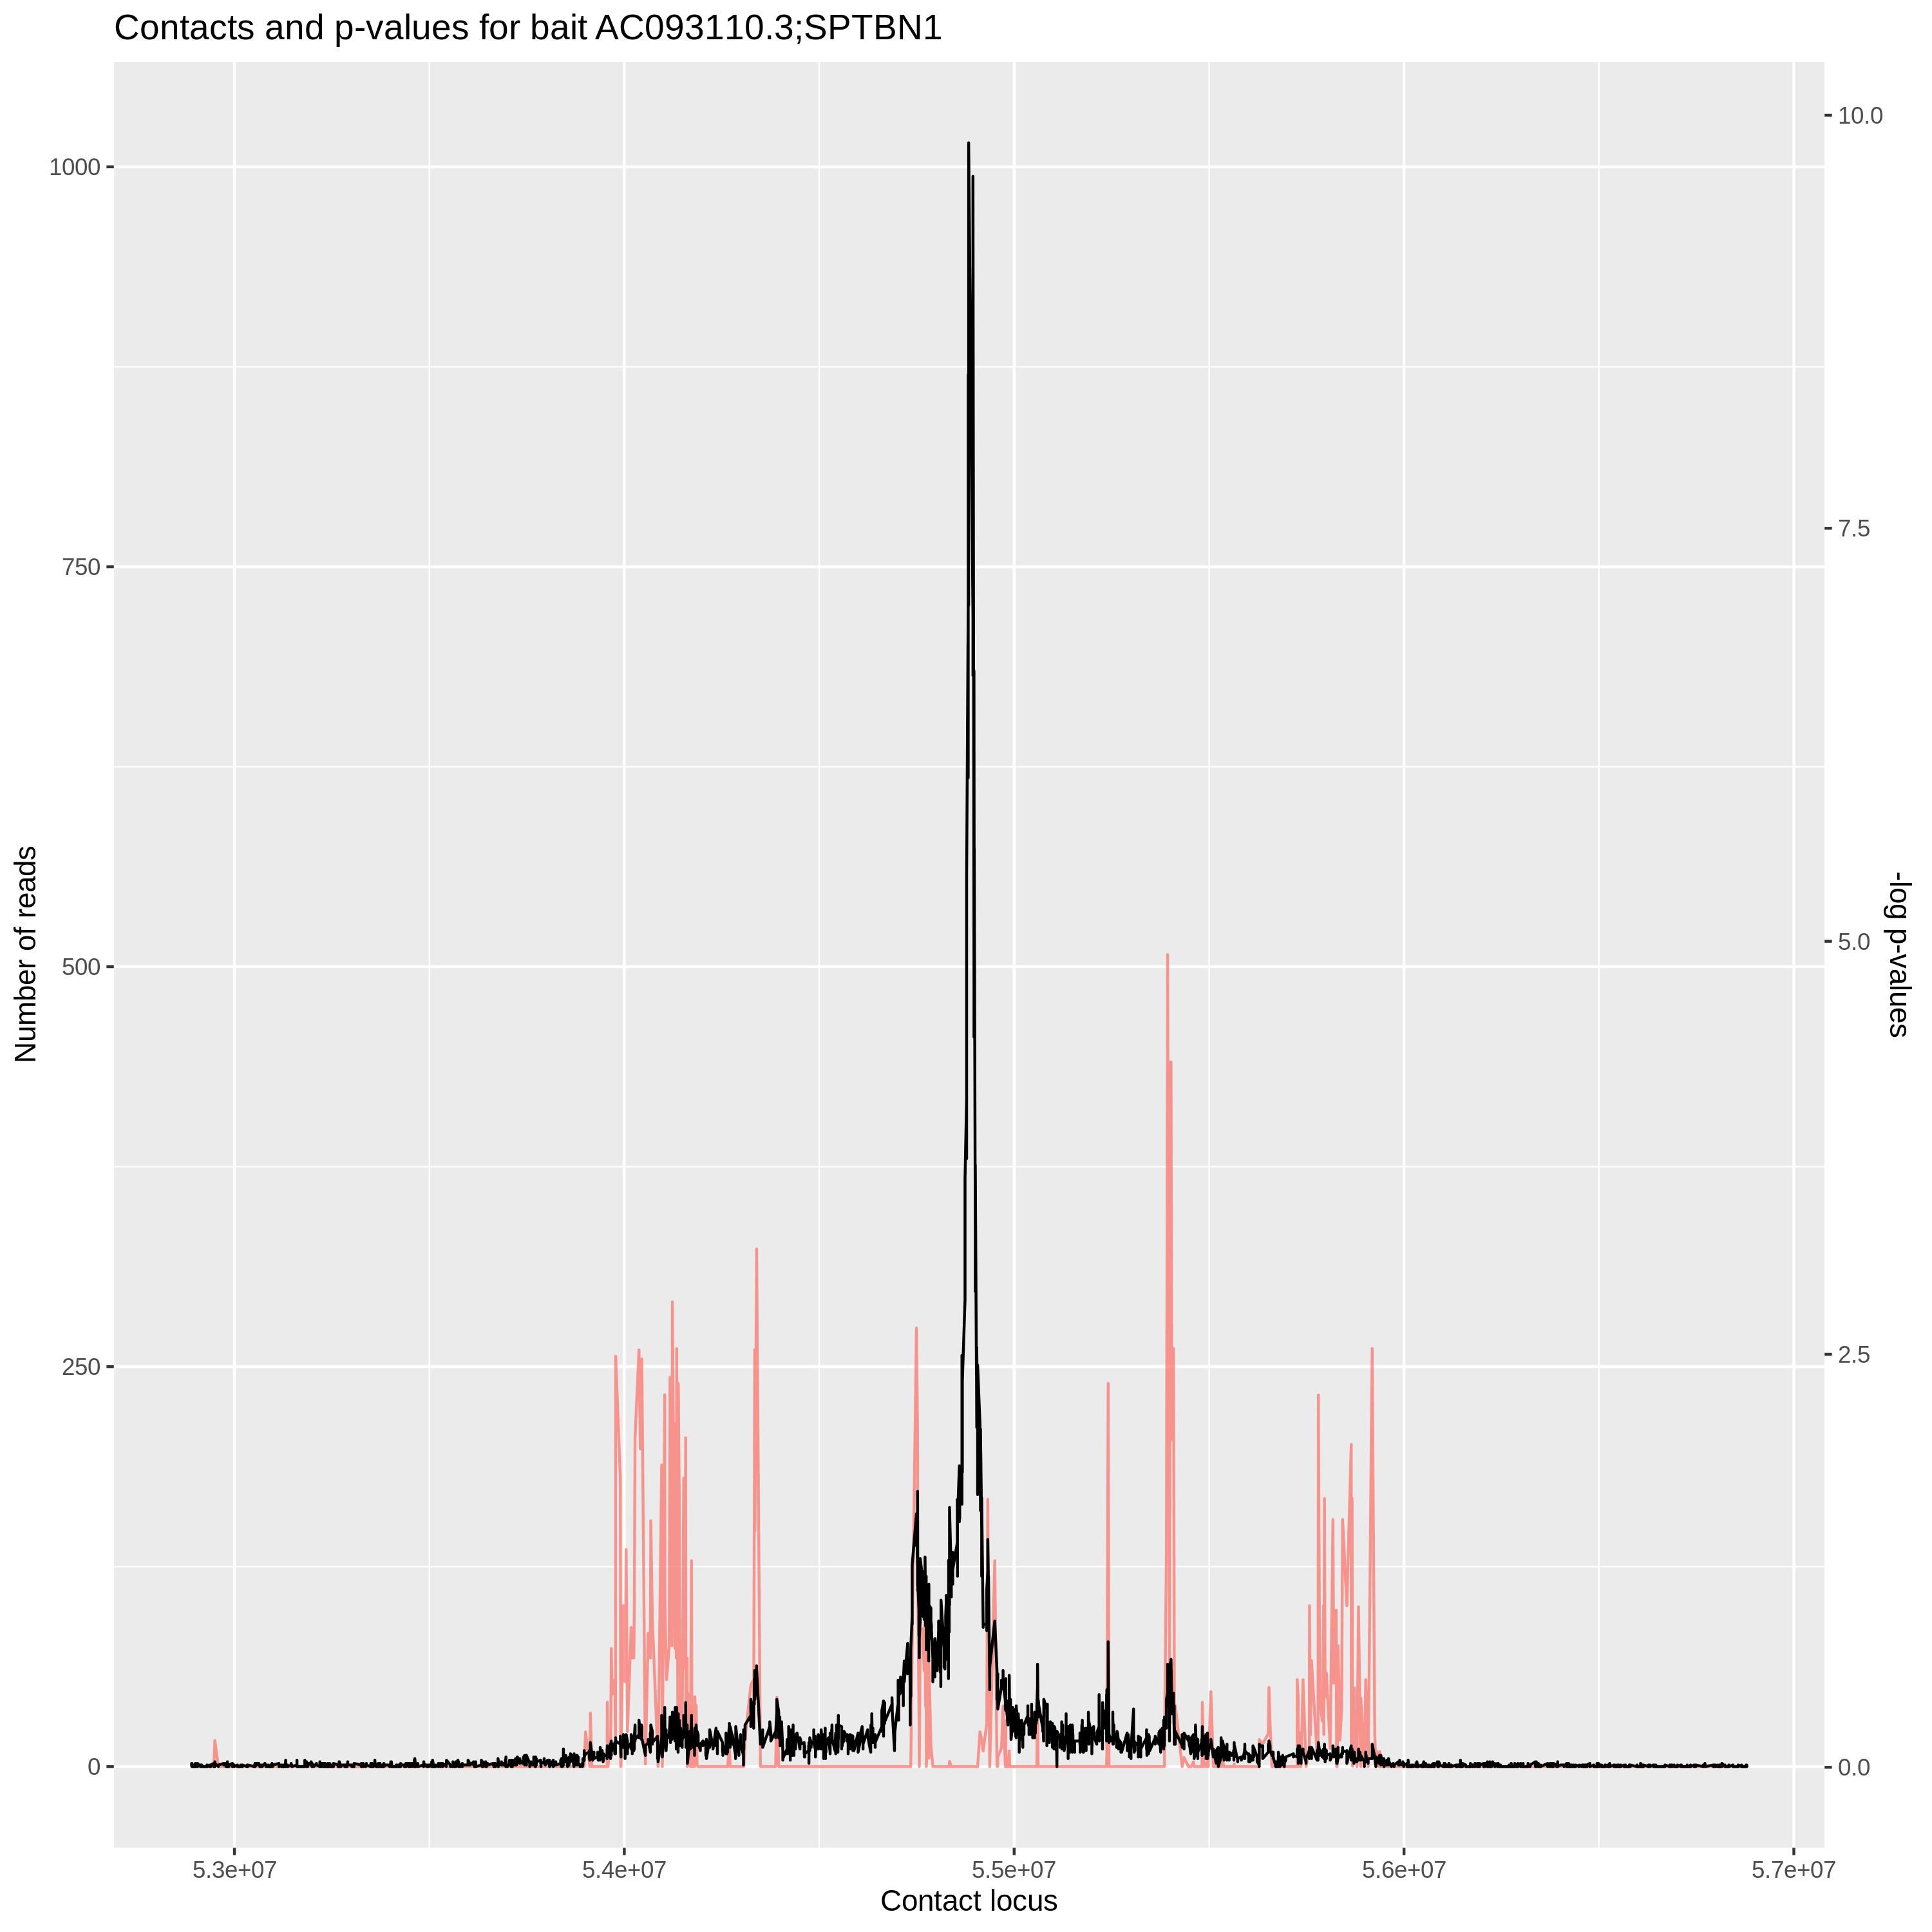 Contacts and p-values for bait AC093110.3;SPTBN1
10.0
1000
7.5
750
5.0
500
2.5
250
0.0
0
Number of reads
-log p-values
5.3e+07
5.4e+07
5.5e+07
5.6e+07
5.7e+07
Contact locus